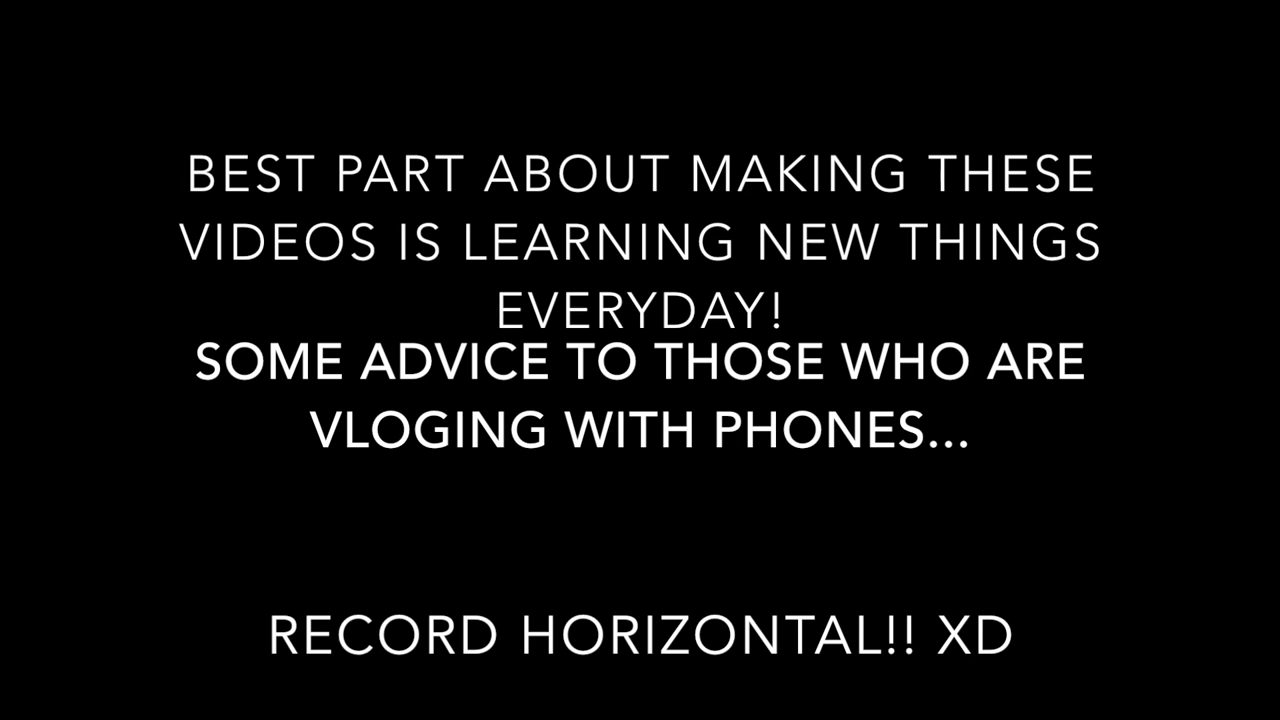 BEST PART ABOUT MAKING THESE
VIDEOS IS LEARNING NEW THINGS
EVERYDAY!
SOME ADVICE TO THOSE WHO ARE
VLOGING WITH PHONES...
RECORD HORIZONTAL!! XD